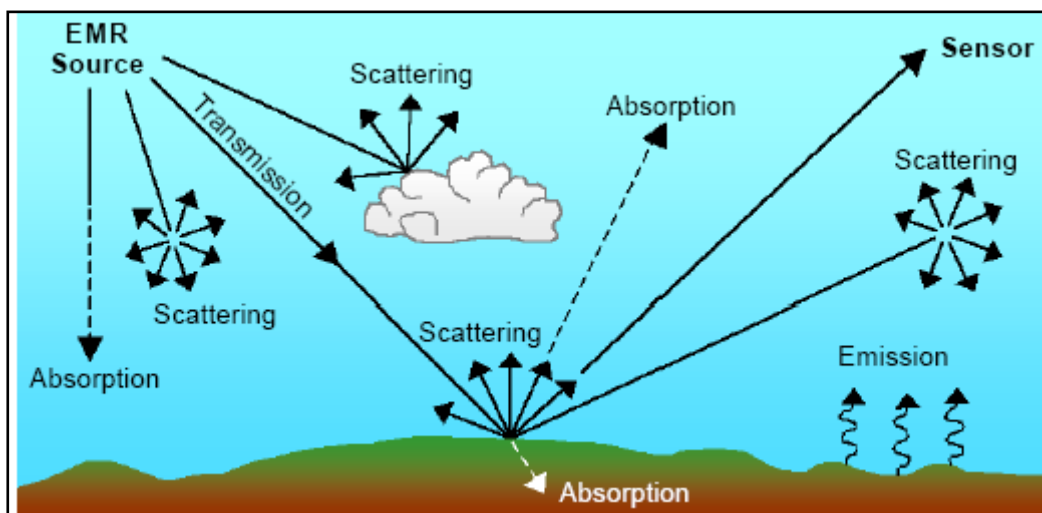 EMR
Source
Scattering
Sensor
Absorption
Transmission
Scattering
Scattering
Scattering
Absorption
Emission
Absorption